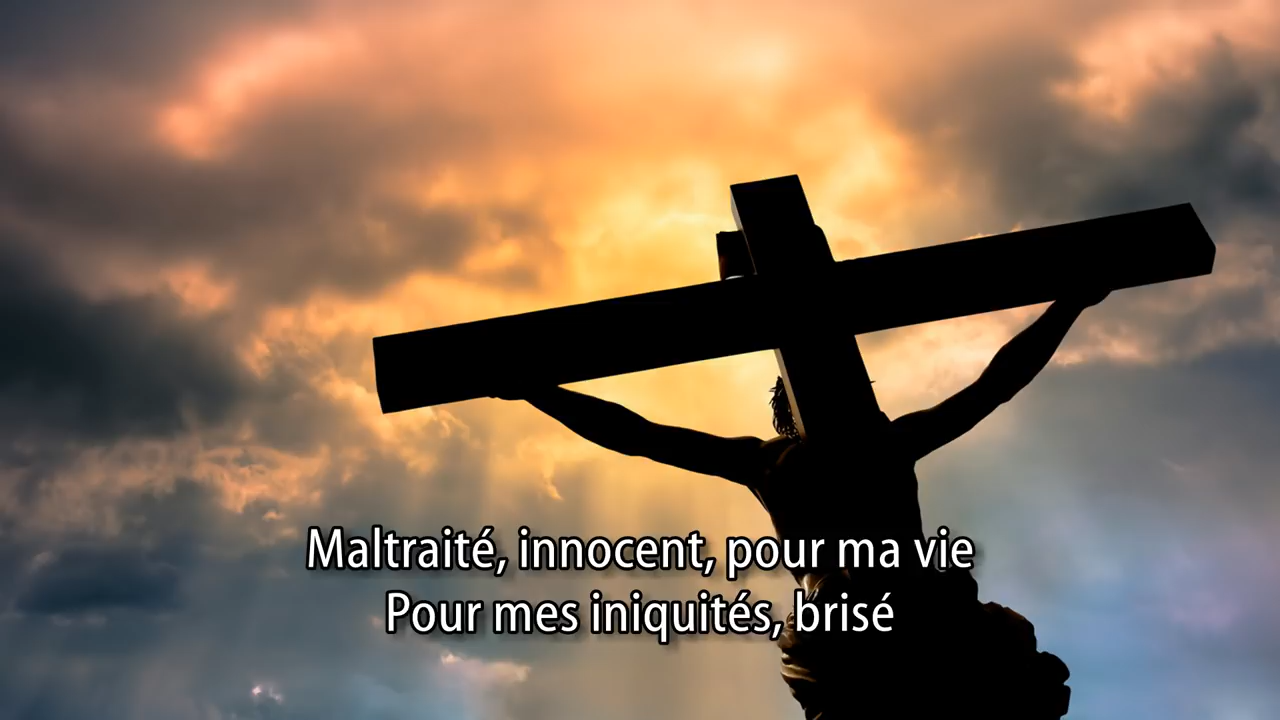 Maltraité, innocent, pour ma vie
Pour mes iniquités, brisé